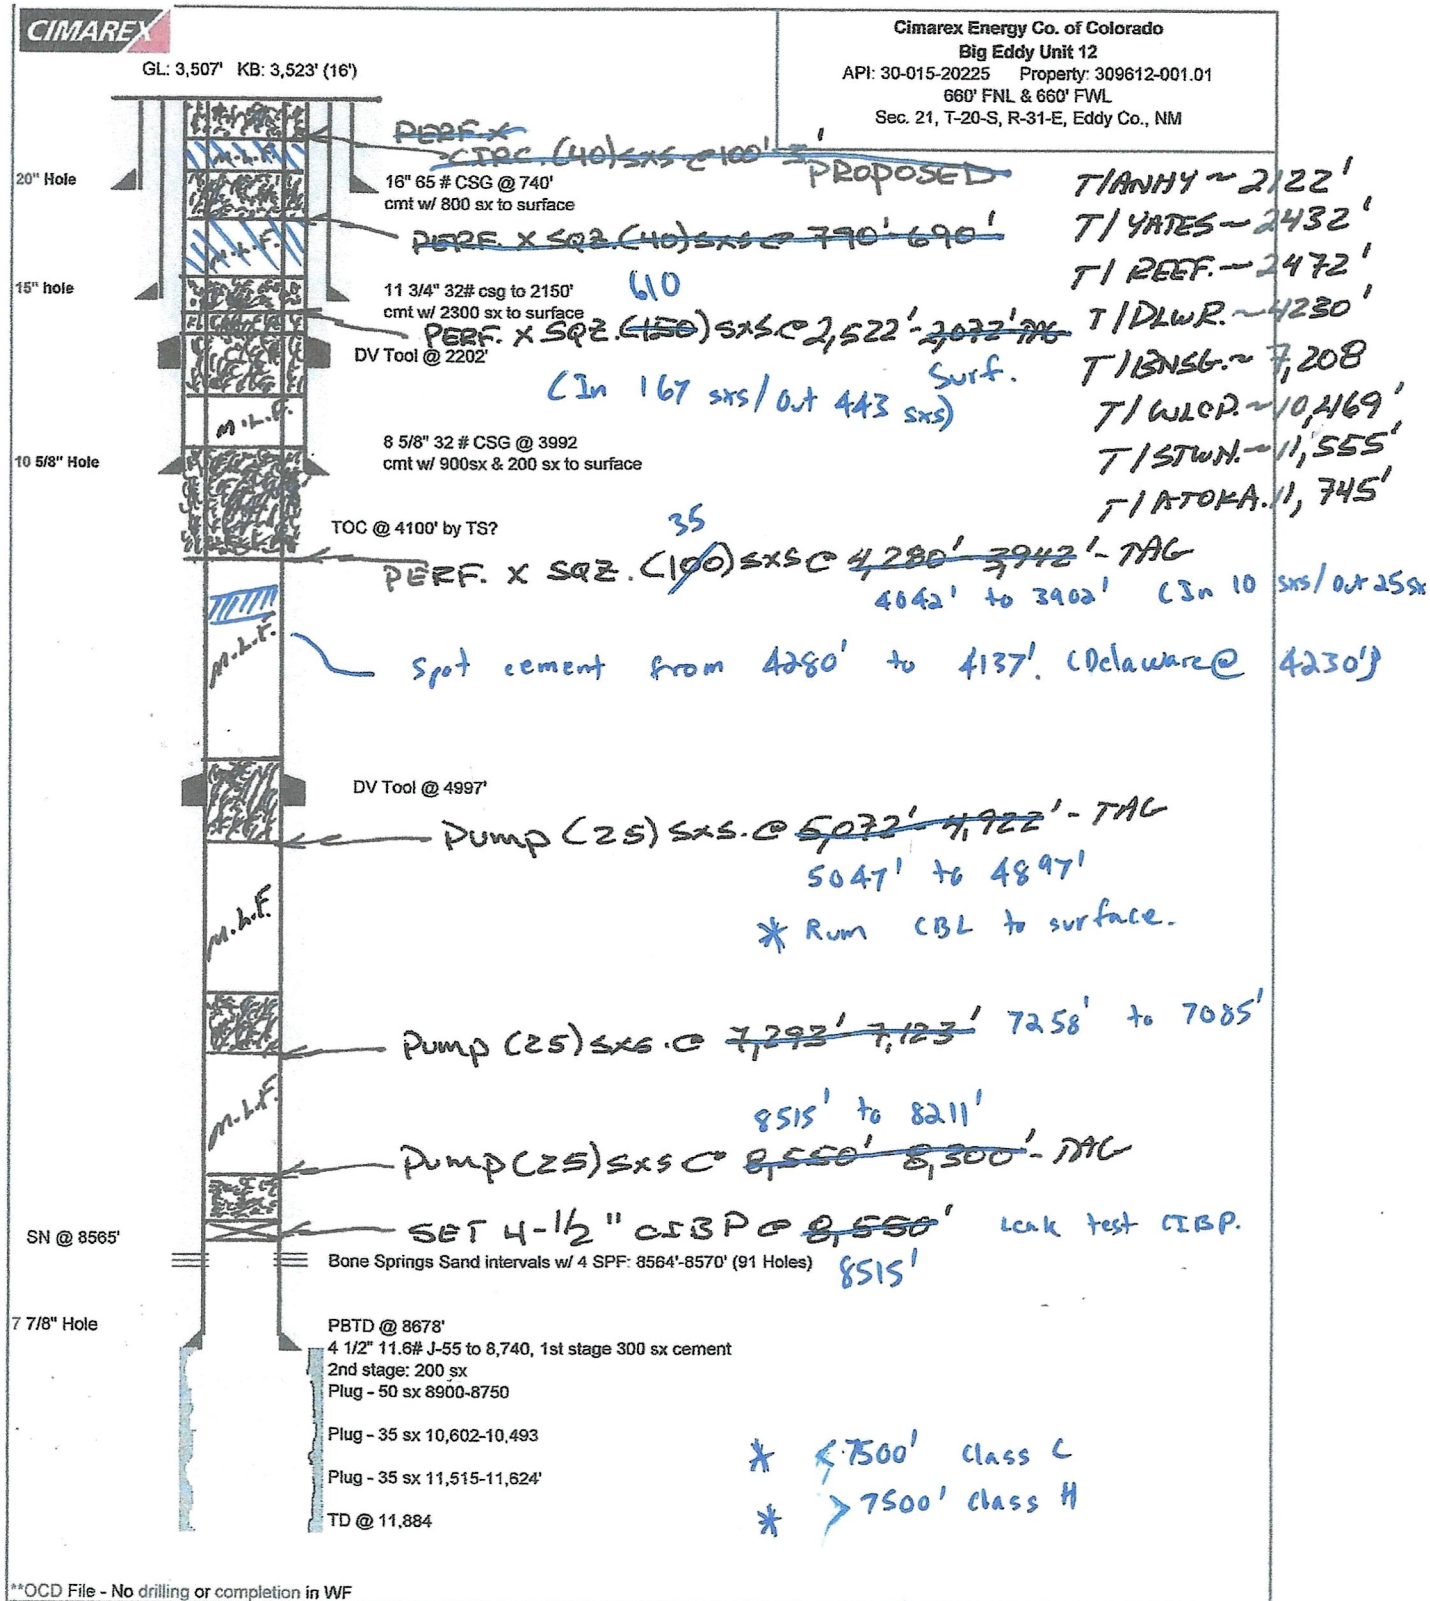 CIMAREX
Cimarex Energy Co. of Colorado
Big Eddy Unit 12
API: 30-015-20225 Property: 309612-001.01
660' FNL & 660' FWL
Sec. 21, T-20-S, R-31-E, Eddy Co., NM
GL: 3,507' KB: 3,523' (16')
PERF. X
CIRC. (40) SXS @ 100'-3'
PROPOSED
M.L.F.
20" Hole
16" 65 # CSG @ 740'
cmt w/ 800 sx to surface
T/ANHY ~ 2122'
PERF. X SQZ. (40) SXS @ 790'-690'
T/YATES ~ 2432'
M.L.F.
T/REEF. ~ 2472'
15" hole
11 3/4" 32# csg to 2150'
cmt w/ 2300 sx to surface
610
PERF. X SQZ. (150) SXS @ 2,522'-2,072' TAG
T/DLWR. ~ 4230'
DV Tool @ 2202'
Surf.
(In 167 sxs/out 443 sxs)
T/BNSG. ~ 7,208
M.L.F.
T/WLCP. ~ 10,469'
8 5/8" 32 # CSG @ 3992
cmt w/ 900sx & 200 sx to surface
10 5/8" Hole
T/STWN. ~ 11,555'
T/ATOKA. 11,745'
TOC @ 4100' by TS?
35
PERF. X SQZ. (100) SXS @ 4,280' 3,942'-TAG
4042' to 3902' (In 10 sxs/out 25sx
M.L.F.
Spot cement from 4280' to 4137'. (Delaware @ 4230')
DV Tool @ 4997'
Pump (25) SXS. @ 5,072'-4,922'-TAG
5047' to 4897'
M.L.F.
* Rum CBL to surface.
Pump (25) SXS. @ 7,293' 7,123' 7258' to 7085'
M.L.F.
8515' to 8211'
Pump (25) SXS @ 8,550' 8,300'-TAG
SET 4-1/2" CIBP @ 8,550' Leak test CIBP.
SN @ 8565'
Bone Springs Sand intervals w/ 4 SPF: 8564'-8570' (91 Holes)
8515'
7 7/8" Hole
PBTD @ 8678'
4 1/2" 11.6# J-55 to 8,740, 1st stage 300 sx cement
2nd stage: 200 sx
Plug - 50 sx 8900-8750
Plug - 35 sx 10,602-10,493
Plug - 35 sx 11,515-11,624'
TD @ 11,884
* < 7500' Class C
* > 7500' Class H
**OCD File - No drilling or completion in WF